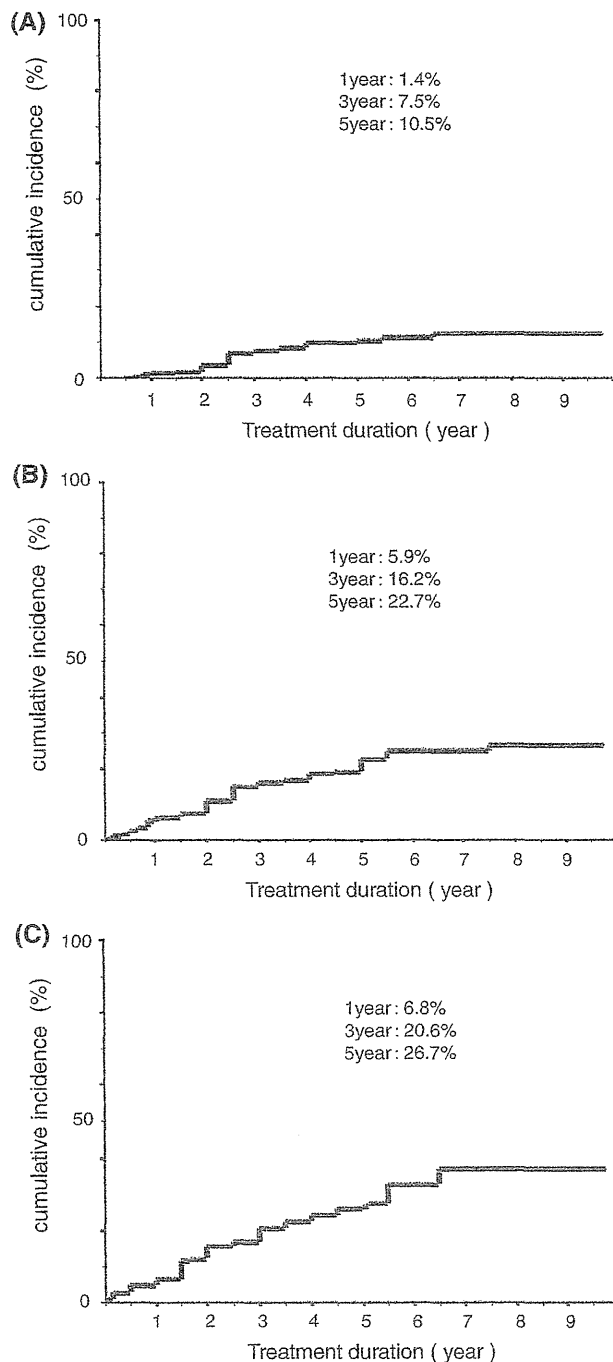 (A)
100
50
0
cumulative incidence (%)
1year: 1.4%
3year: 7.5%
5year: 10.5%
1 2 3 4 5 6 7 8 9
Treatment duration ( year )
(B)
100
50
0
cumulative incidence (%)
1year: 5.9%
3year: 16.2%
5year: 22.7%
1 2 3 4 5 6 7 8 9
Treatment duration ( year )
(C)
100
50
0
cumulative incidence (%)
1year: 6.8%
3year: 20.6%
5year: 26.7%
1 2 3 4 5 6 7 8 9
Treatment duration ( year )